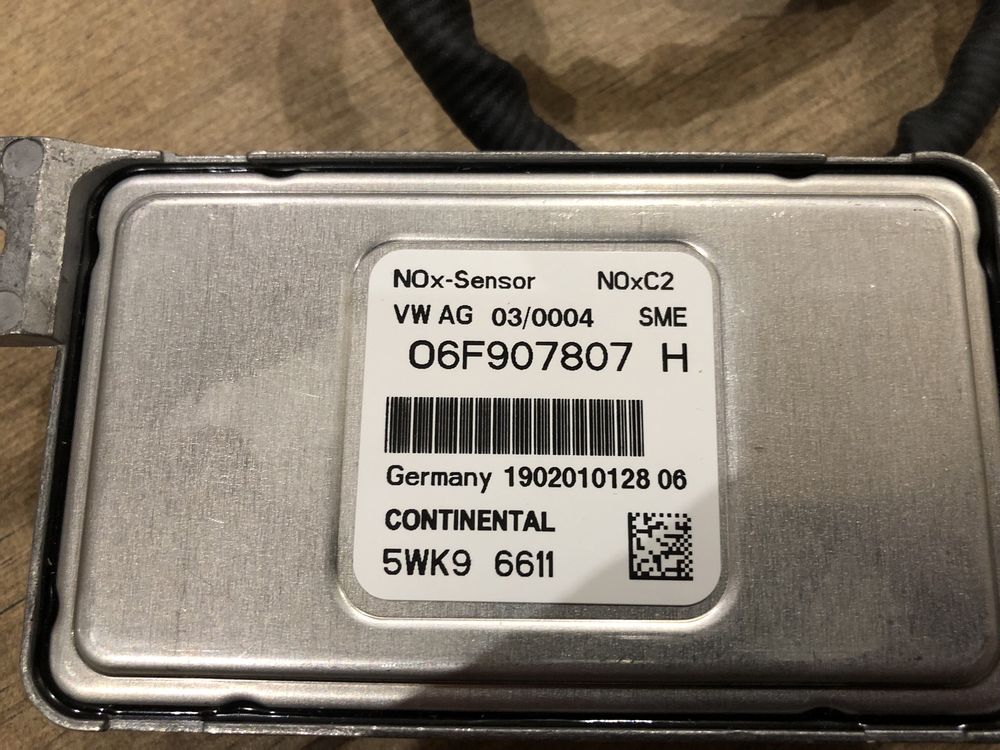 NOx-Sensor NOxC2
VW AG 03/0004 SME
06F907807 H
Germany 1902010128 06
CONTINENTAL
5WK9 6611